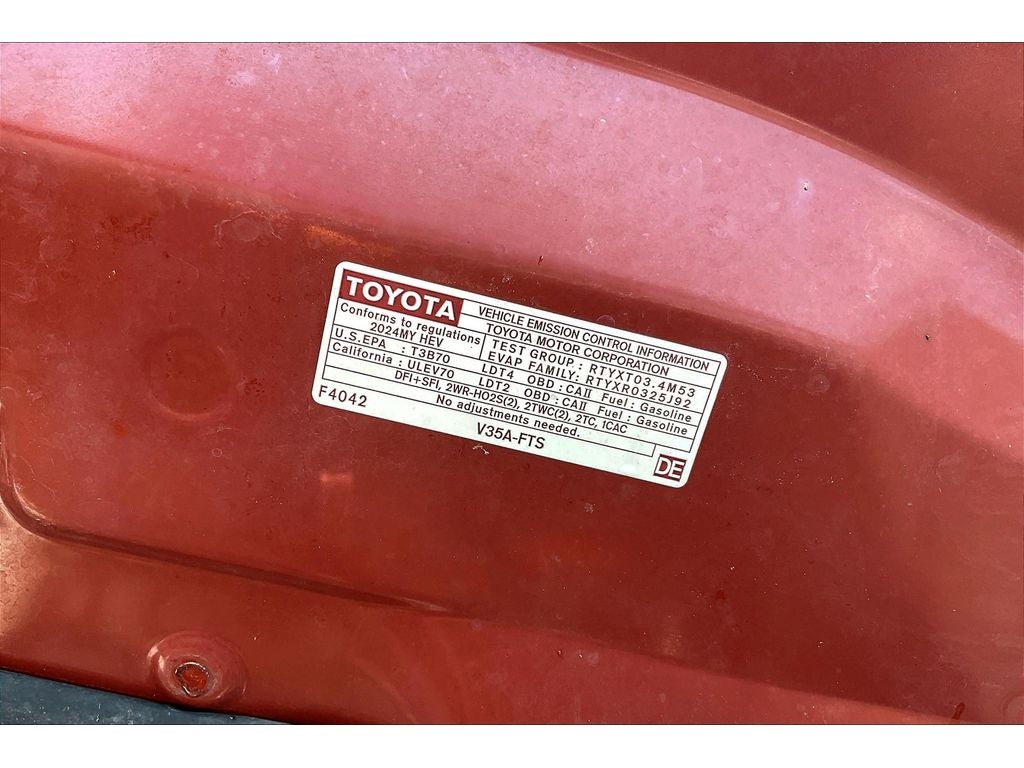 TOYOTA VEHICLE EMISSION CONTROL INFORMATION
Conforms to regulations TOYOTA MOTOR CORPORATION
2024MY HEV TEST GROUP : RTYXT03.4M53
EVAP FAMILY: RTYXR0325J92
U.S.EPA : T3B70 LDT4 OBD : CAII Fuel : Gasoline
California : ULEV70 LDT2 OBD : CAII Fuel : Gasoline
DFI+SFI, 2WR-HO2S(2), 2TWC(2), 2TC, 1CAC
No adjustments needed.
F4042 V35A-FTS DE